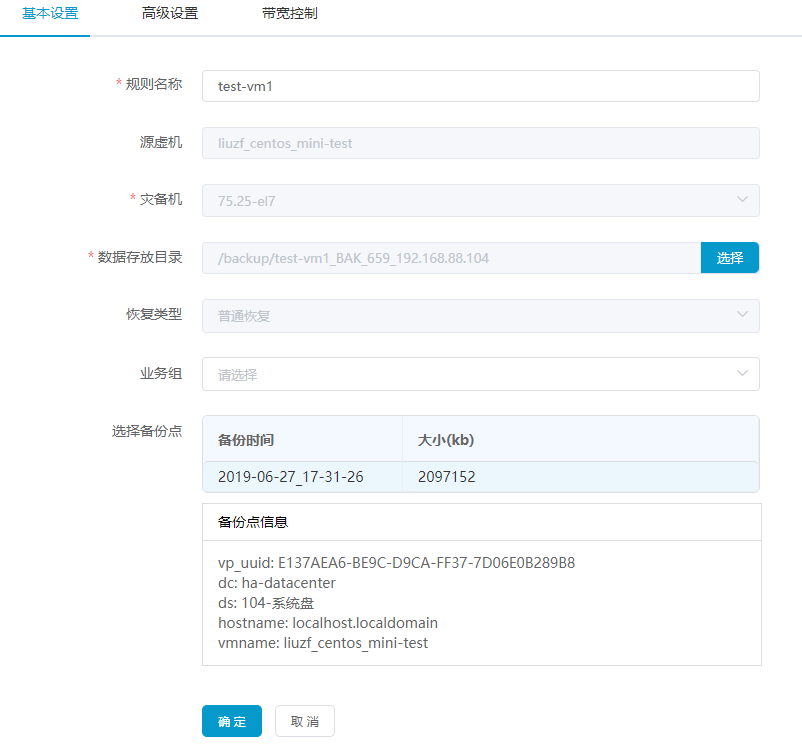 基本设置 高级设置 带宽控制
* 规则名称 test-vm1
源虚机 liuzf_centos_mini-test
* 灾备机 75.25-el7
* 数据存放目录 /backup/test-vm1_BAK_659_192.168.88.104 选择
恢复类型 普通恢复
业务组 请选择
选择备份点 备份时间 大小(kb)
2019-06-27_17-31-26 2097152
备份点信息
vp_uuid: E137AEA6-BE9C-D9CA-FF37-7D06E0B289B8
dc: ha-datacenter
ds: 104-系统盘
hostname: localhost.localdomain
vmname: liuzf_centos_mini-test
确 定 取 消